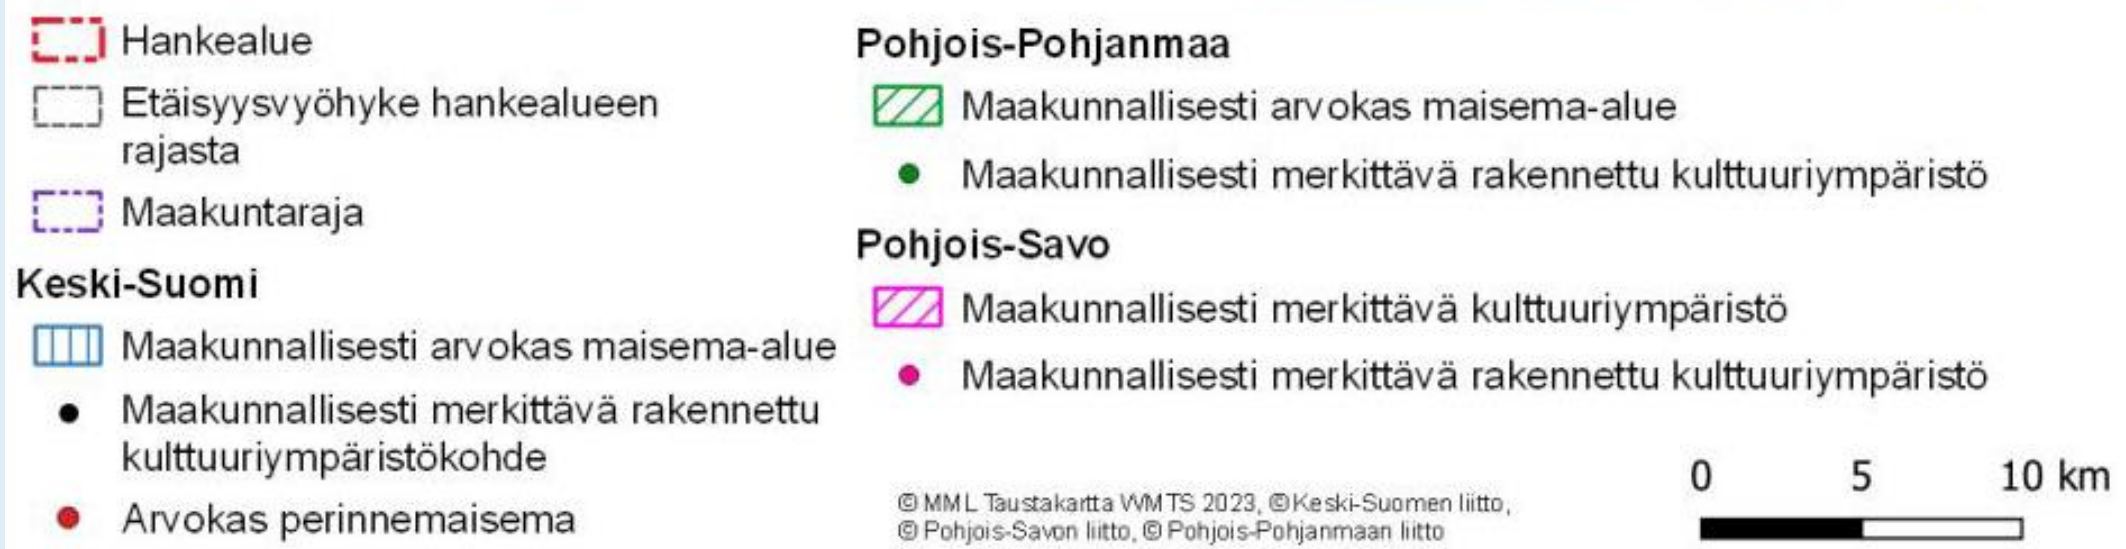 Hankealue
Etäisyysvyöhyke hankealueen
rajasta
Maakuntaraja
Keski-Suomi
Maakunnallisesti arvokas maisema-alue
Maakunnallisesti merkittävä rakennettu
kulttuuriympäristökohde
Arvokas perinnemaisema
Pohjois-Pohjanmaa
Maakunnallisesti arvokas maisema-alue
Maakunnallisesti merkittävä rakennettu kulttuuriympäristö
Pohjois-Savo
Maakunnallisesti merkittävä kulttuuriympäristö
Maakunnallisesti merkittävä rakennettu kulttuuriympäristö
© MML Taustakartta WMTS 2023, © Keski-Suomen liitto,
© Pohjois-Savon liitto, © Pohjois-Pohjanmaan liitto
0 5 10 km